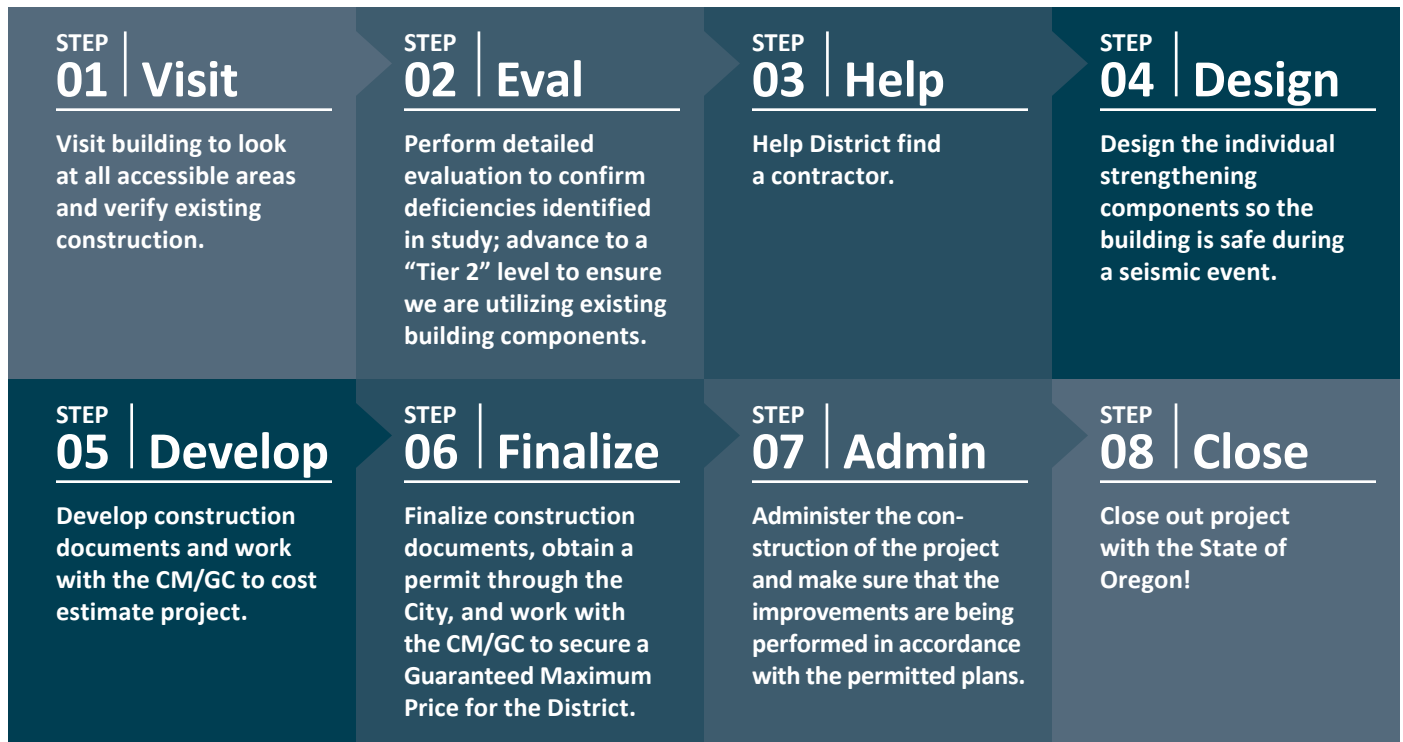 STEP
01 Visit
Visit building to look
at all accessible areas
and verify existing
construction.
STEP
02 Eval
Perform detailed
evaluation to confirm
deficiencies identified
in study; advance to a
“Tier 2” level to ensure
we are utilizing existing
building components.
STEP
03 Help
Help District find
a contractor.
STEP
04 Design
Design the individual
strengthening
components so the
building is safe during
a seismic event.
STEP
05 Develop
Develop construction
documents and work
with the CM/GC to cost
estimate project.
STEP
06 Finalize
Finalize construction
documents, obtain a
permit through the
City, and work with
the CM/GC to secure a
Guaranteed Maximum
Price for the District.
STEP
07 Admin
Administer the con-
struction of the project
and make sure that the
improvements are being
performed in accordance
with the permitted plans.
STEP
08 Close
Close out project
with the State of
Oregon!